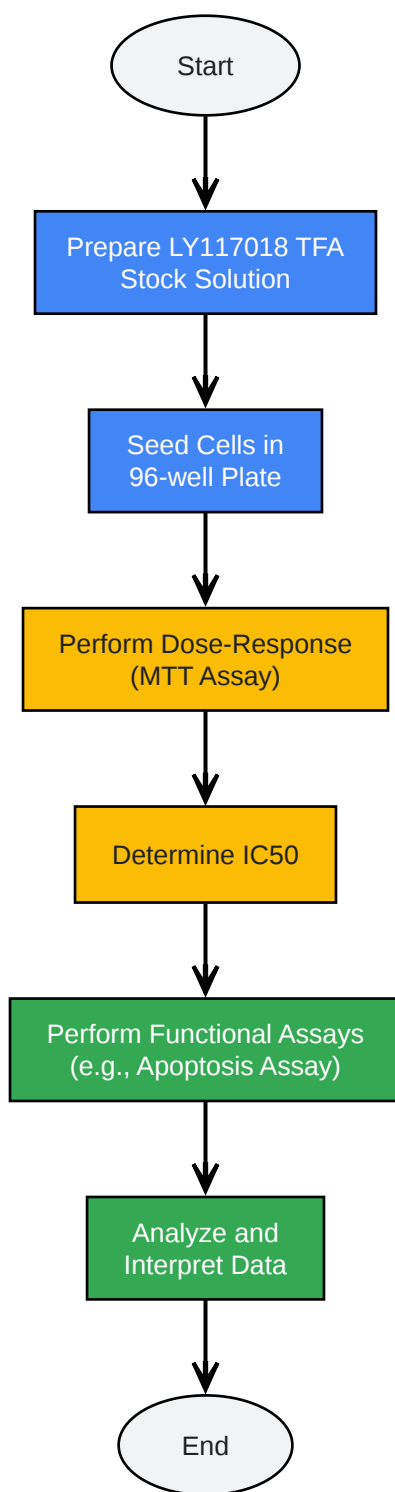 Start
Prepare LY117018 TFA
Stock Solution
Seed Cells in
96-well Plate
Perform Dose-Response
(MTT Assay)
Determine IC50
Perform Functional Assays
(e.g., Apoptosis Assay)
Analyze and
Interpret Data
End